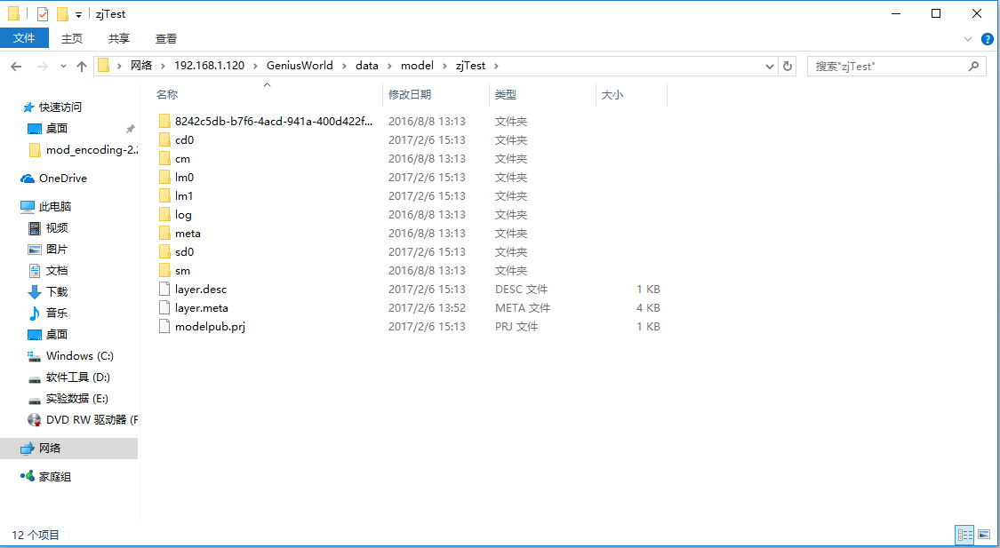 zjTest
文件 主页 共享 查看
网络 192.168.1.120 GeniusWorld data model zjTest 搜索"zjTest"
名称 修改日期 类型 大小
快速访问
桌面
mod_encoding-2.2
OneDrive
此电脑
视频
图片
文档
下载
音乐
桌面
Windows (C:)
软件工具 (D:)
实验数据 (E:)
DVD RW 驱动器 (F
网络
家庭组
8242c5db-b7f6-4acd-941a-400d422f... 2016/8/8 13:13 文件夹
cd0 2017/2/6 15:13 文件夹
cm 2016/8/8 13:13 文件夹
lm0 2017/2/6 15:13 文件夹
lm1 2017/2/6 15:13 文件夹
log 2016/8/8 13:13 文件夹
meta 2016/8/8 13:13 文件夹
sd0 2017/2/6 15:13 文件夹
sm 2016/8/8 13:13 文件夹
layer.desc 2017/2/6 15:13 DESC 文件 1 KB
layer.meta 2017/2/6 13:52 META 文件 4 KB
modelpub.prj 2017/2/6 15:13 PRJ 文件 1 KB
12 个项目